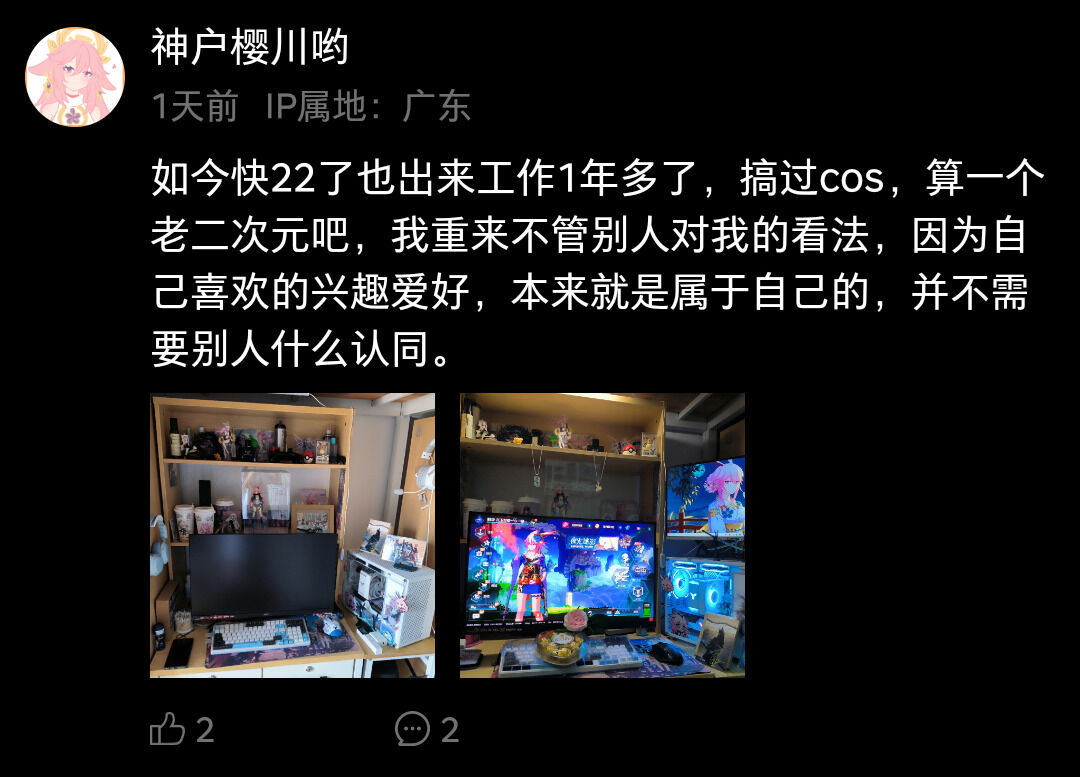 神户樱川哟
1天前 IP属地：广东
如今快22了也出来工作1年多了，搞过cos，算一个
老二次元吧，我重来不管别人对我的看法，因为自
己喜欢的兴趣爱好，本来就是属于自己的，并不需
要别人什么认同。
2
2